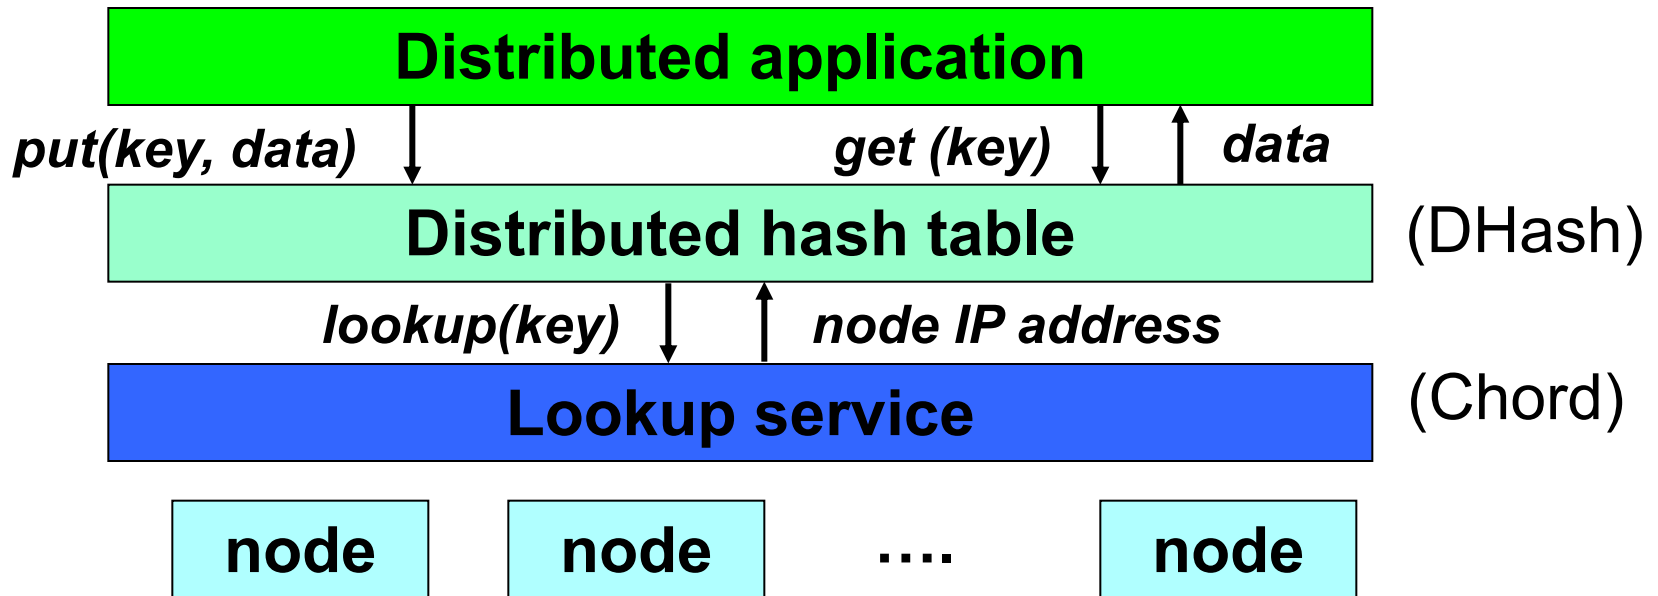 Distributed application
put(key, data) get (key) data
Distributed hash table (DHash)
lookup(key) node IP address
Lookup service (Chord)
node node .... node